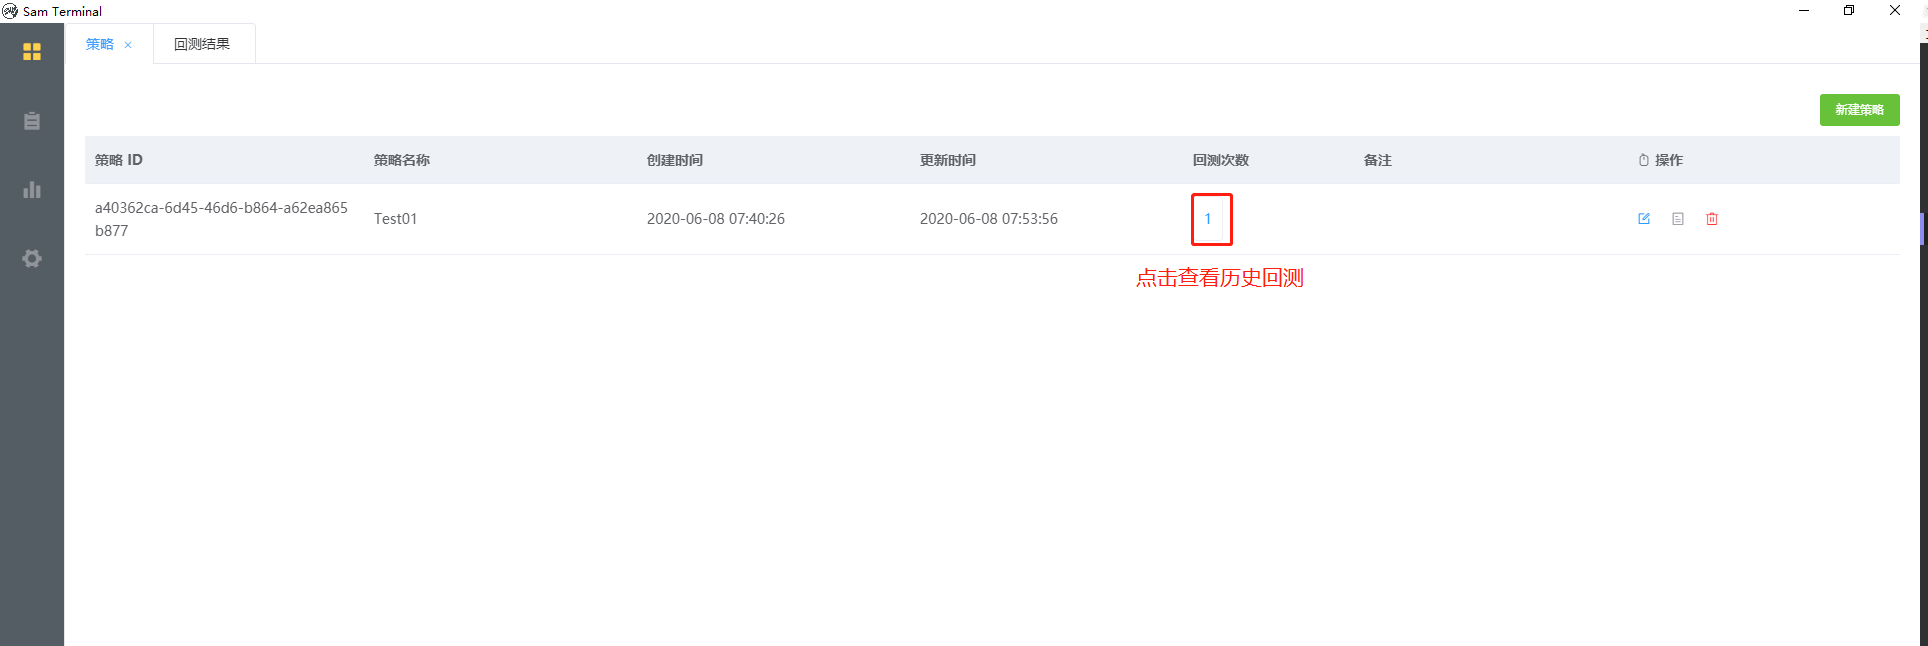 Sam Terminal
策略 × 回测结果
新建策略
策略 ID 策略名称 创建时间 更新时间 回测次数 备注 操作
a40362ca-6d45-46d6-b864-a62ea865
b877
Test01 2020-06-08 07:40:26 2020-06-08 07:53:56 1
点击查看历史回测